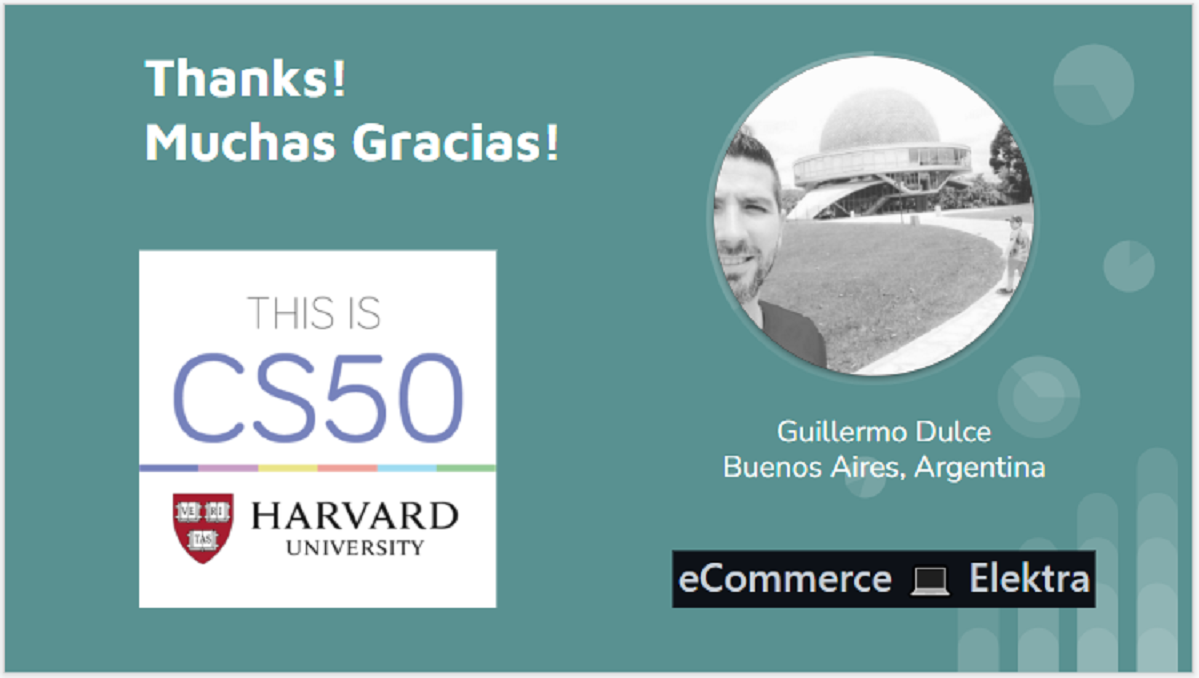 Thanks!
Muchas Gracias!
THIS IS
CS50
VE RI
TAS
HARVARD
UNIVERSITY
Guillermo Dulce
Buenos Aires, Argentina
eCommerce 💻 Elektra